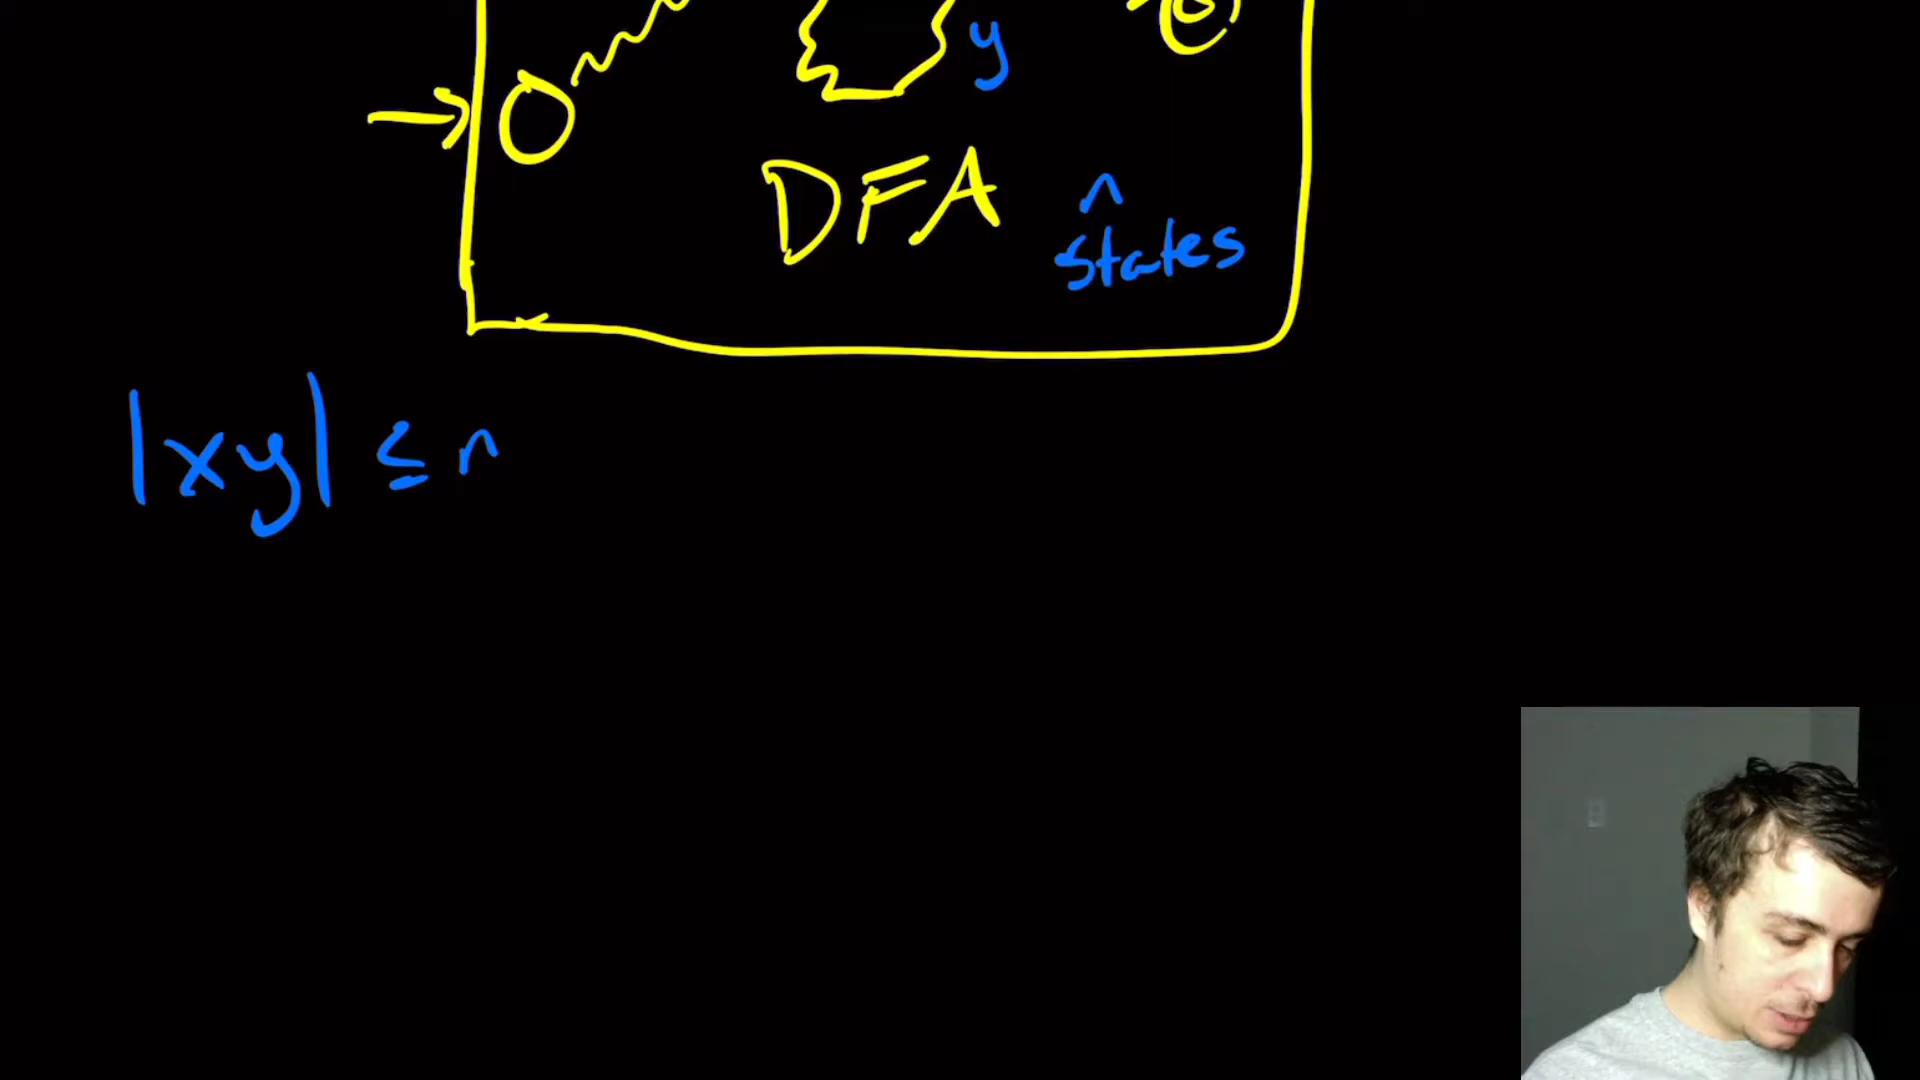 y
DFA
n
states
|xy| ≤ n